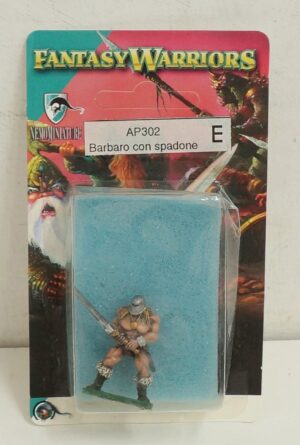 FANTASY WARRIORS
NEMOMINIATURE
AP302
Barbaro con spadone
E